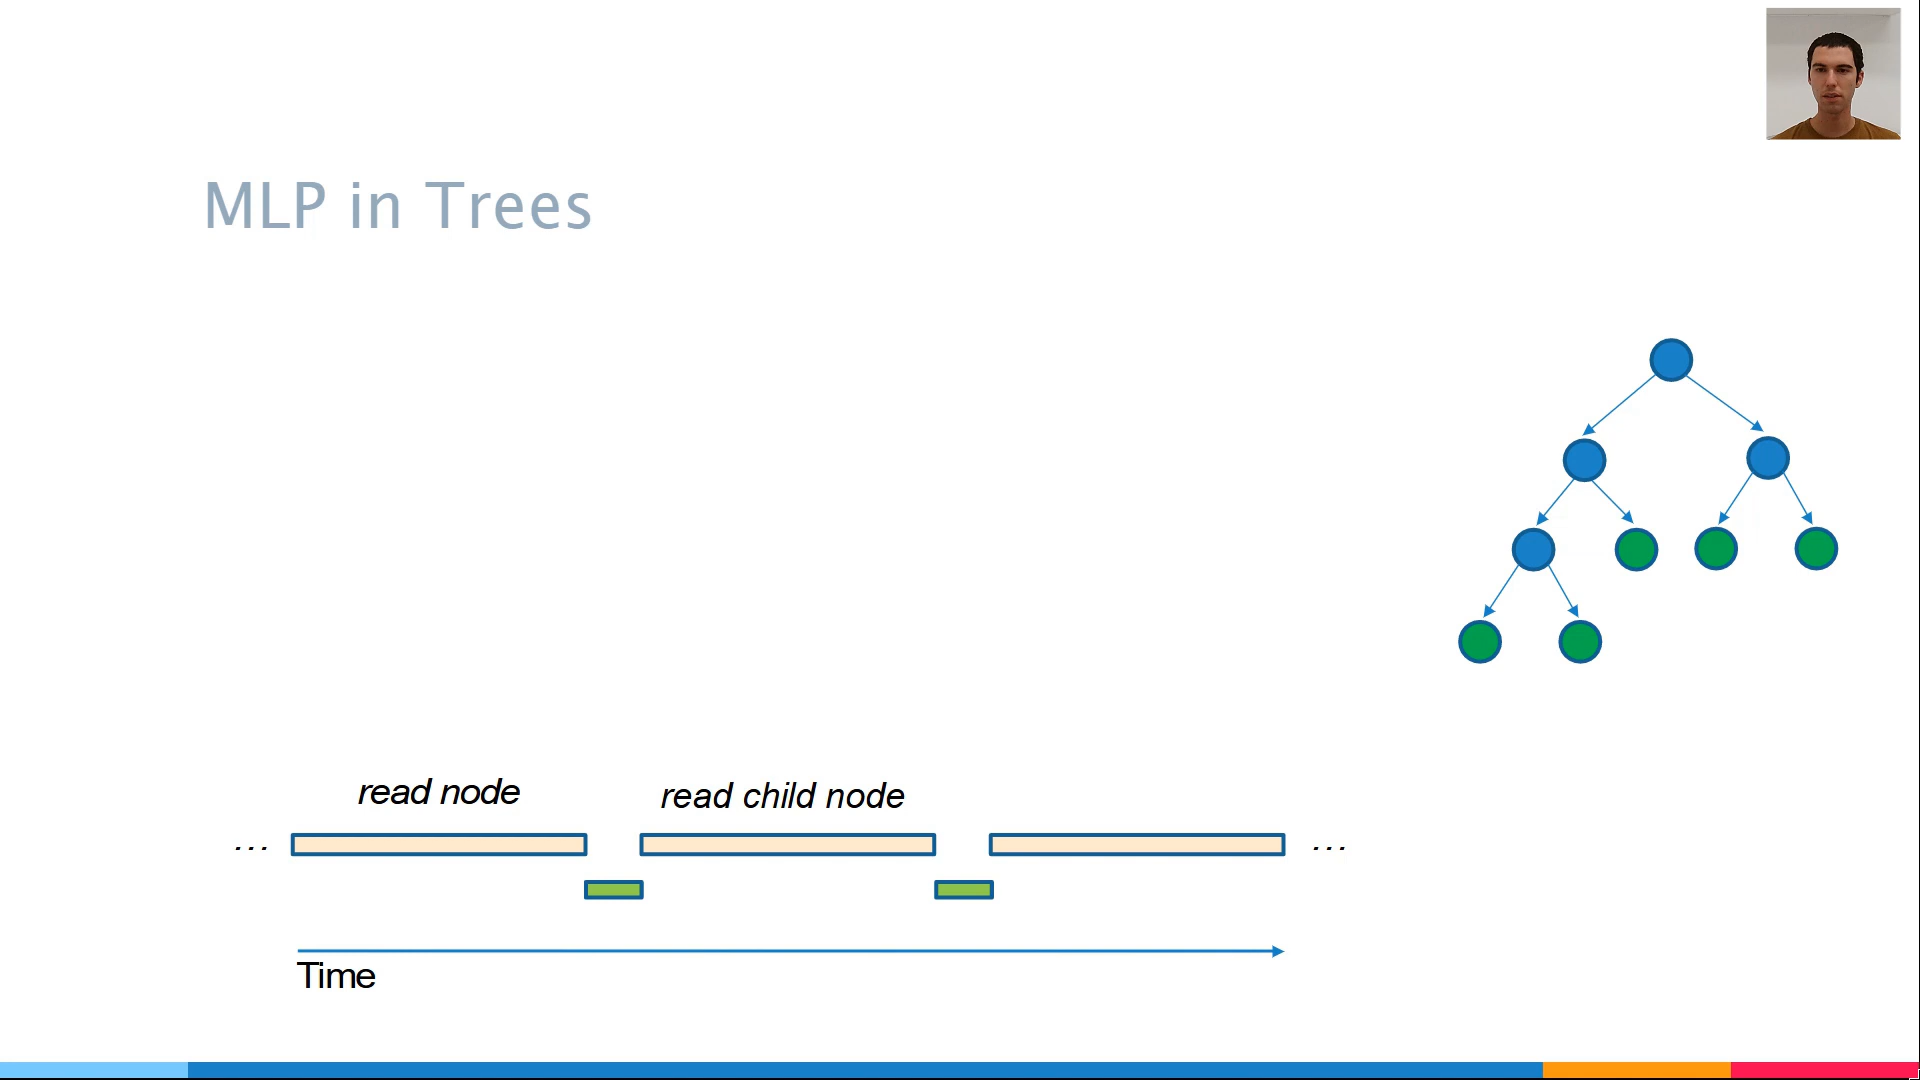 MLP in Trees
read node
read child node
...
...
Time